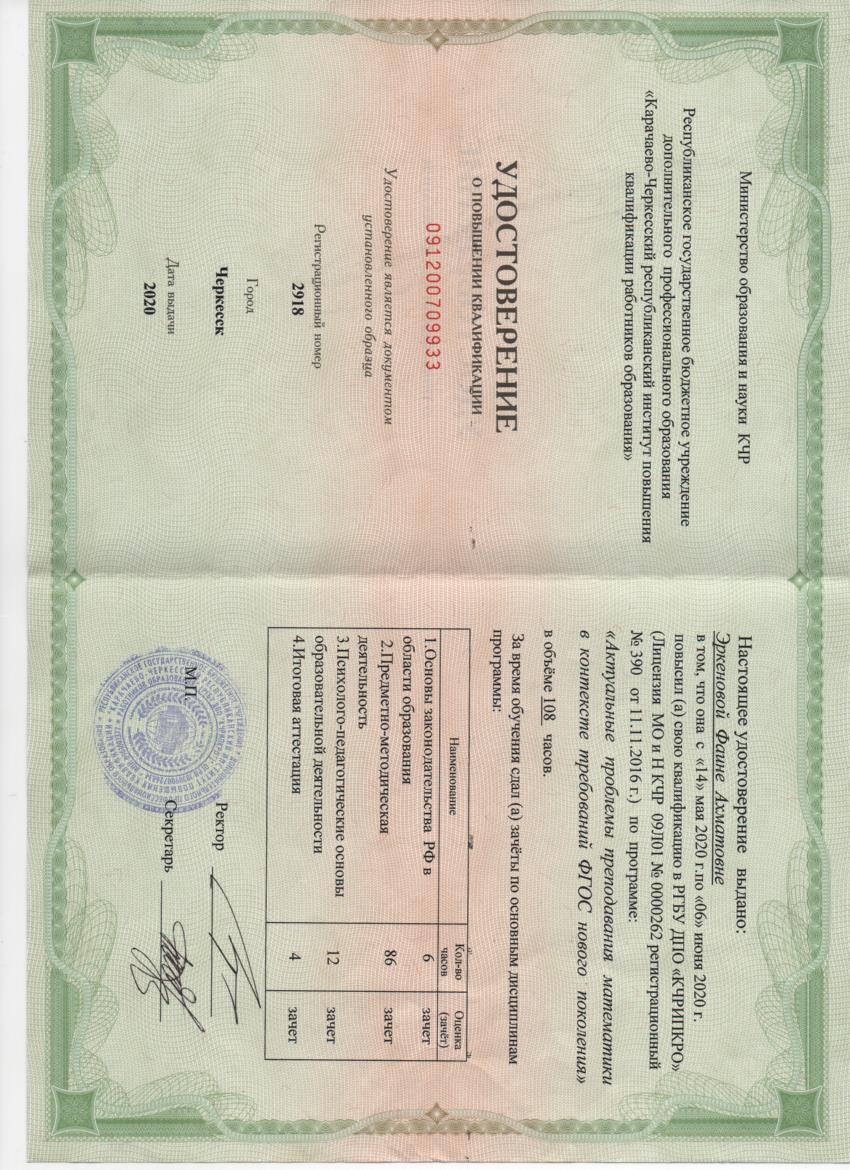 Министерство образования и науки КЧР
Республиканское государственное бюджетное учреждение
дополнительного профессионального образования
«Карачаево-Черкесский республиканский институт повышения
квалификации работников образования»
УДОСТОВЕРЕНИЕ
О ПОВЫШЕНИИ КВАЛИФИКАЦИИ
091200709933
Удостоверение является документом
установленного образца
Регистрационный номер
2918
Город
Черкесск
Дата выдачи
2020
Настоящее удостоверение выдано:
Эркеновой Фаине Ахматовне
в том, что она с «14» мая 2020 г.по «06» июня 2020 г.
повысил (а) свою квалификацию в РГБУ ДПО «КЧРИПКРО»
(Лицензия МО и Н КЧР 09Л01 № 0000262 регистрационный
№ 390 от 11.11.2016 г.) по программе:
«Актуальные проблемы преподавания математики
в контексте требований ФГОС нового поколения»
в объёме 108 часов.
За время обучения сдал (а) зачёты по основным дисциплинам
программы:
Наименование Кол-во часов Оценка (зачёт)
1.Основы законодательства РФ в
области образования 6 зачет
2.Предметно-методическая
деятельность 86 зачет
3.Психолого-педагогические основы
образовательной деятельности 12 зачет
4.Итоговая аттестация 4 зачет
М.П.
Ректор
Секретарь